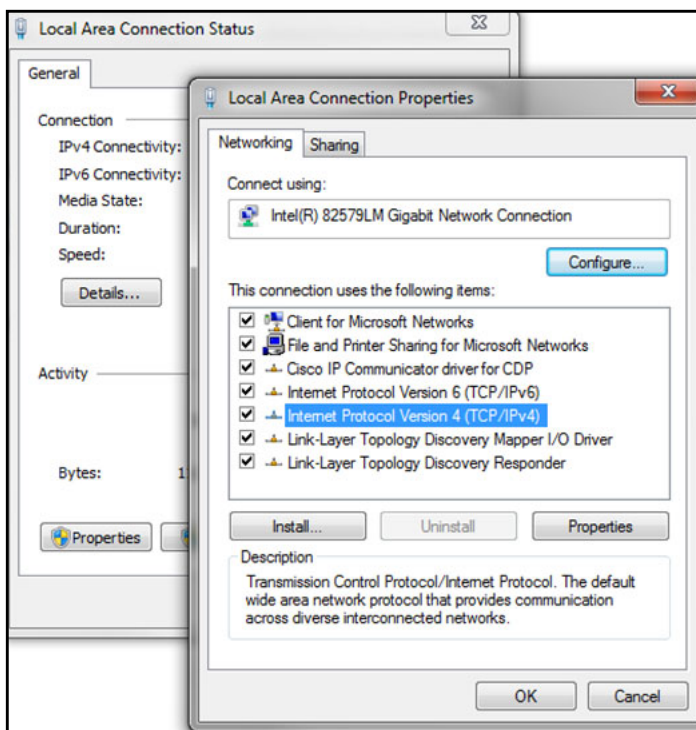 Local Area Connection Status
General
Connection
IPv4 Connectivity:
IPv6 Connectivity:
Media State:
Duration:
Speed:
Details...
Activity
Bytes:
Properties
Local Area Connection Properties
Networking
Sharing
Connect using:
Intel(R) 82579LM Gigabit Network Connection
Configure...
This connection uses the following items:
Client for Microsoft Networks
File and Printer Sharing for Microsoft Networks
Cisco IP Communicator driver for CDP
Internet Protocol Version 6 (TCP/IPv6)
Internet Protocol Version 4 (TCP/IPv4)
Link-Layer Topology Discovery Mapper I/O Driver
Link-Layer Topology Discovery Responder
Install...
Uninstall
Properties
Description
Transmission Control Protocol/Internet Protocol. The default
wide area network protocol that provides communication
across diverse interconnected networks.
OK
Cancel